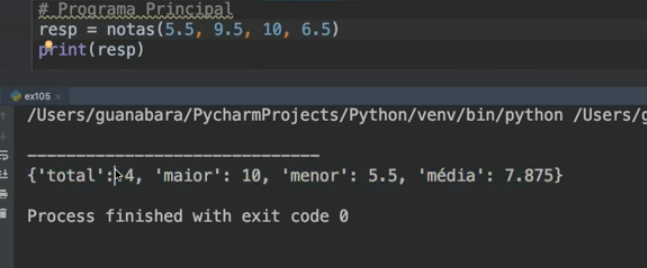 # Programa Principal
resp = notas(5.5, 9.5, 10, 6.5)
print(resp)
ex105 ×
/Users/guanabara/PycharmProjects/Python/venv/bin/python /Users/g
______________________________
{'total': 4, 'maior': 10, 'menor': 5.5, 'média': 7.875}
Process finished with exit code 0